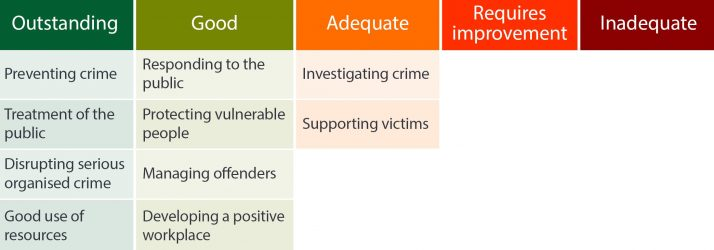 Outstanding
Good
Adequate
Requires
improvement
Inadequate
Preventing crime
Responding to the
public
Investigating crime
Treatment of the
public
Protecting vulnerable
people
Supporting victims
Disrupting serious
organised crime
Managing offenders
Good use of
resources
Developing a positive
workplace